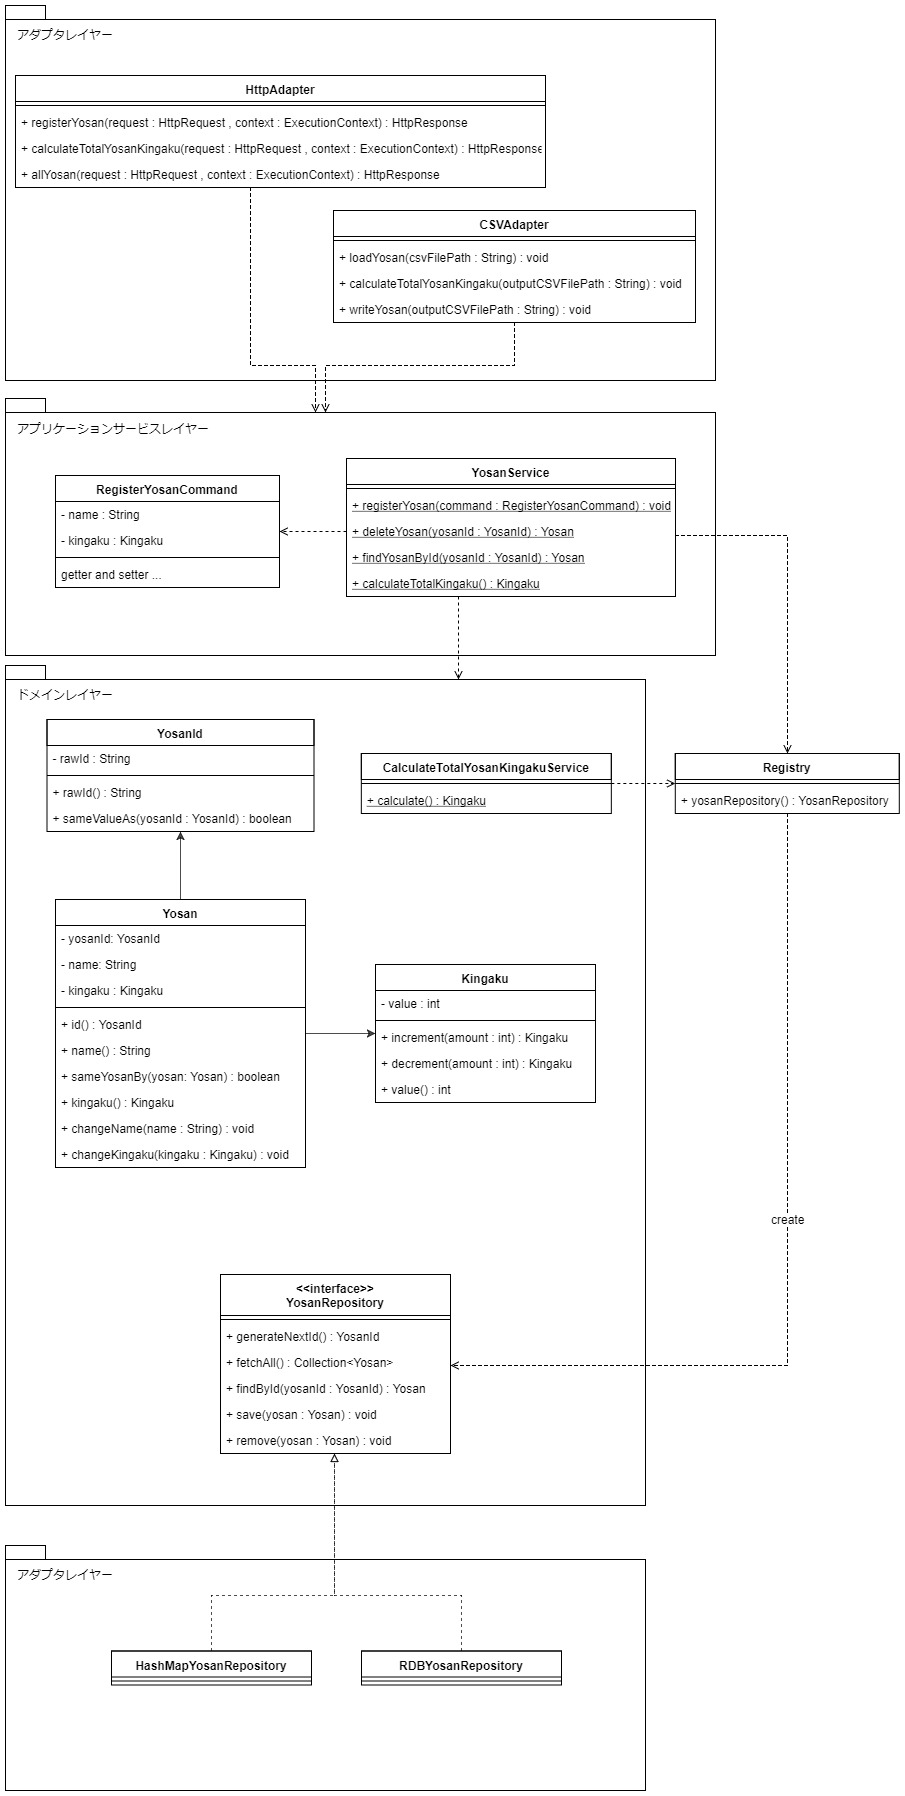 アダプタレイヤー
HttpAdapter
+ registerYosan(request : HttpRequest , context : ExecutionContext) : HttpResponse
+ calculateTotalYosanKingaku(request : HttpRequest , context : ExecutionContext) : HttpResponse
+ allYosan(request : HttpRequest , context : ExecutionContext) : HttpResponse
CSVAdapter
+ loadYosan(csvFilePath : String) : void
+ calculateTotalYosanKingaku(outputCSVFilePath : String) : void
+ writeYosan(outputCSVFilePath : String) : void
アプリケーションサービスレイヤー
RegisterYosanCommand
- name : String
- kingaku : Kingaku
getter and setter ...
YosanService
+ registerYosan(command : RegisterYosanCommand) : void
+ deleteYosan(yosanId : YosanId) : Yosan
+ findYosanById(yosanId : YosanId) : Yosan
+ calculateTotalKingaku() : Kingaku
ドメインレイヤー
YosanId
- rawId : String
+ rawId() : String
+ sameValueAs(yosanId : YosanId) : boolean
CalculateTotalYosanKingakuService
+ calculate() : Kingaku
Registry
+ yosanRepository() : YosanRepository
Yosan
- yosanId: YosanId
- name: String
- kingaku : Kingaku
+ id() : YosanId
+ name() : String
+ sameYosanBy(yosan: Yosan) : boolean
+ kingaku() : Kingaku
+ changeName(name : String) : void
+ changeKingaku(kingaku : Kingaku) : void
Kingaku
- value : int
+ increment(amount : int) : Kingaku
+ decrement(amount : int) : Kingaku
+ value() : int
create
<<interface>>
YosanRepository
+ generateNextId() : YosanId
+ fetchAll() : Collection<Yosan>
+ findById(yosanId : YosanId) : Yosan
+ save(yosan : Yosan) : void
+ remove(yosan : Yosan) : void
アダプタレイヤー
HashMapYosanRepository
RDBYosanRepository